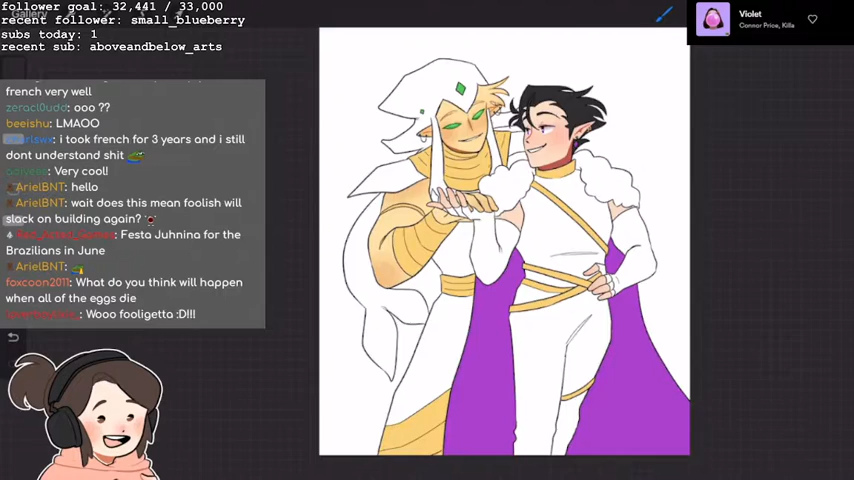 follower goal: 32,441 / 33,000
Gallery
recent follower: small_blueberry
subs today: 1
recent sub: aboveandbelow_arts
french very well
zeracl0udd: ooo ??
beeishu: LMAOO
i took french for 3 years and i still
dont understand shit
Very cool!
ArielBNT: hello
ArielBNT: wait does this mean foolish will
slack on building again?
Festa Juhnina for the
Brazilians in June
ArielBNT:
foxcoon2011: What do you think will happen
when all of the eggs die
Wooo fooligetta :D!!!
Violet
Connor Price, Killa